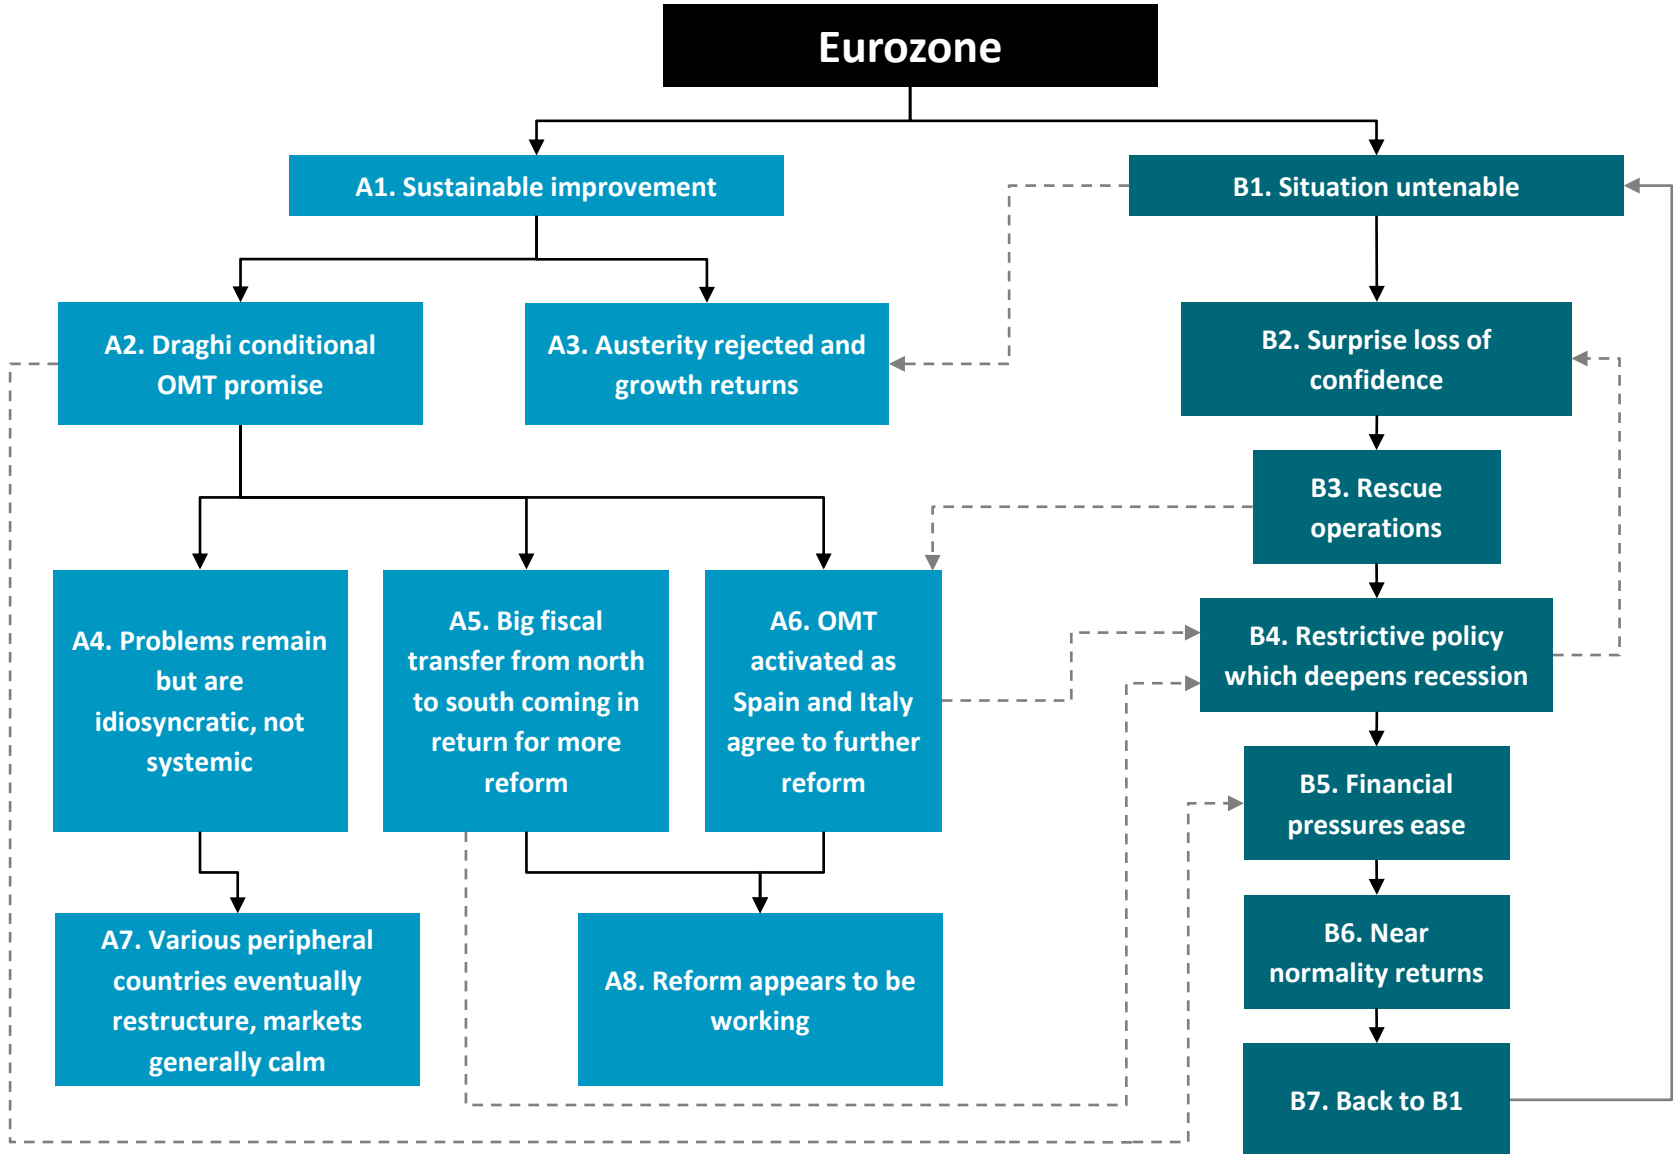 Eurozone
A1. Sustainable improvement
B1. Situation untenable
A2. Draghi conditional
OMT promise
A3. Austerity rejected and
growth returns
B2. Surprise loss of
confidence
B3. Rescue
operations
A4. Problems remain
but are
idiosyncratic, not
systemic
A5. Big fiscal
transfer from north
to south coming in
return for more
reform
A6. OMT
activated as
Spain and Italy
agree to further
reform
B4. Restrictive policy
which deepens recession
B5. Financial
pressures ease
A7. Various peripheral
countries eventually
restructure, markets
generally calm
A8. Reform appears to be
working
B6. Near
normality returns
B7. Back to B1